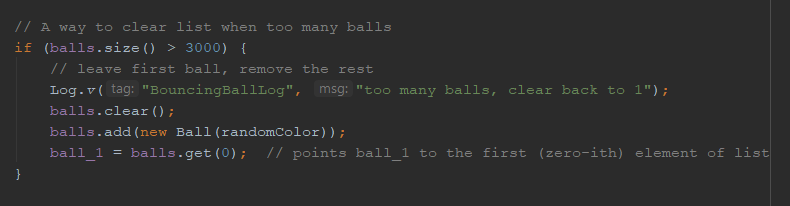 // A way to clear list when too many balls
if (balls.size() > 3000) {
// leave first ball, remove the rest
Log.v( tag: "BouncingBallLog", msg: "too many balls, clear back to 1");
balls.clear();
balls.add(new Ball(randomColor));
ball_1 = balls.get(0);  // points ball_1 to the first (zero-ith) element of list
}